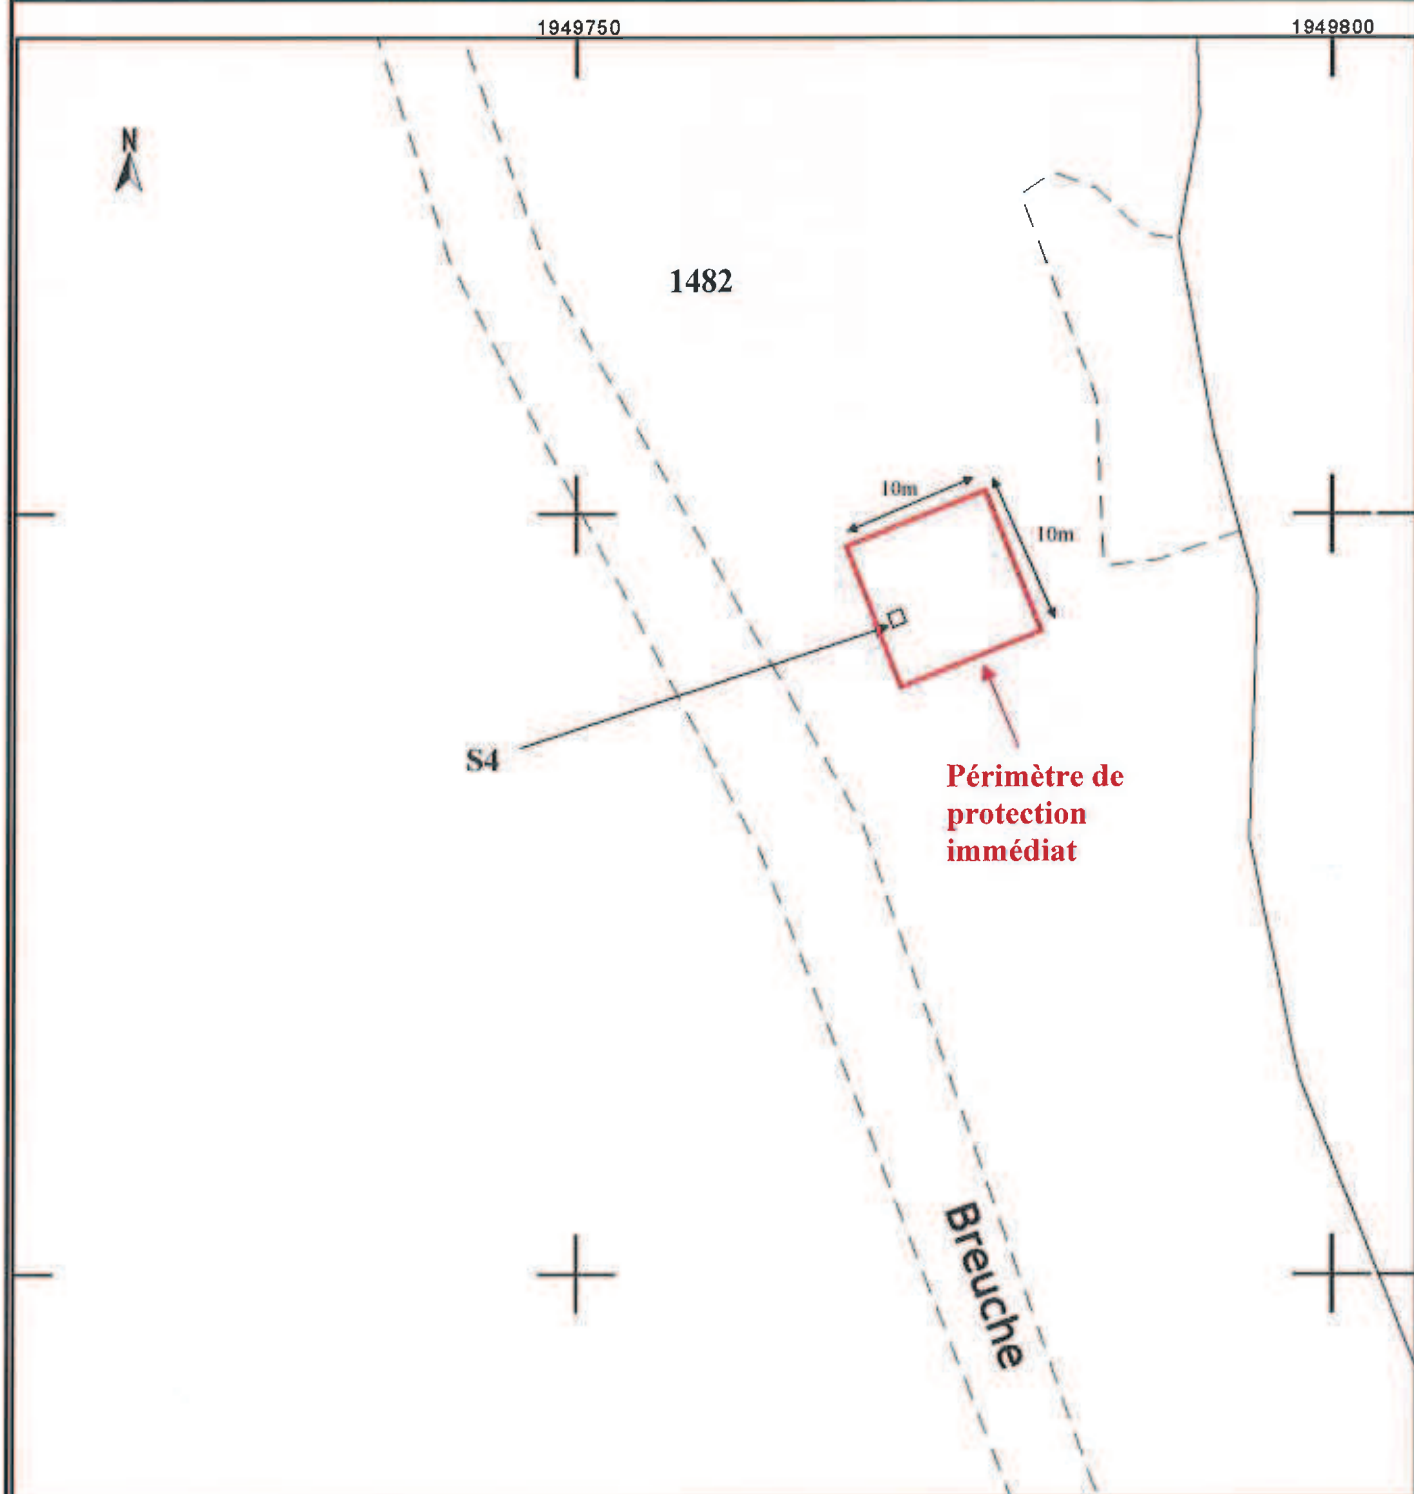 1949750
1949800
N
1482
10m
10m
S4
Périmètre de
protection
immédiat
Breuche